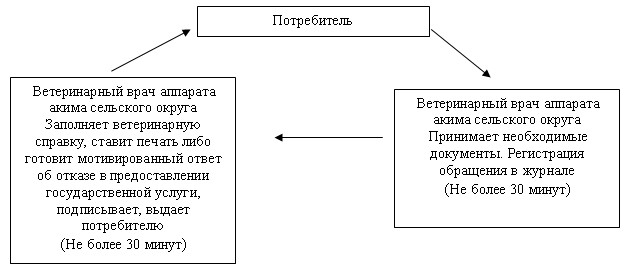 Потребитель
Ветеринарный врач аппарата
акима сельского округа
Принимает необходимые
документы. Регистрация
обращения в журнале
(Не более 30 минут)
Ветеринарный врач аппарата
акима сельского округа
Заполняет ветеринарную
справку, ставит печать либо
готовит мотивированный ответ
об отказе в предоставлении
государственной услуги,
подписывает, выдает
потребителю
(Не более 30 минут)